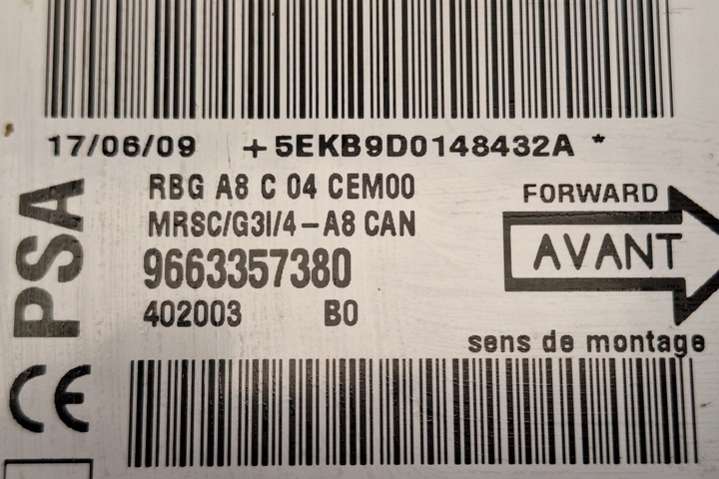 17/06/09 +5EKB9D0148432A *
RBG A8 C 04 CEM00
MRSC/G3I/4-A8 CAN
9663357380
402003 B0
PSA
CE
FORWARD
AVANT
sens de montage